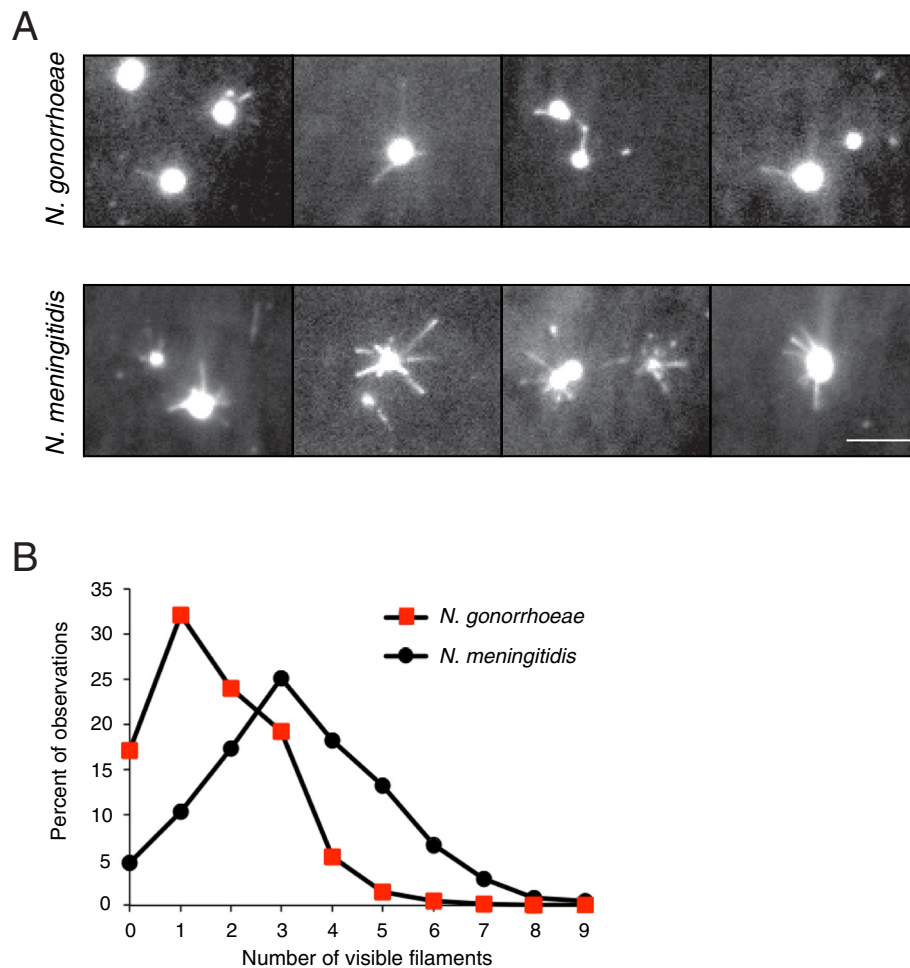 A
N. gonorrhoeae
N. meningitidis
B
35
30
25
20
15
10
5
0
Percent of observations
N. gonorrhoeae
N. meningitidis
0 1 2 3 4 5 6 7 8 9
Number of visible filaments